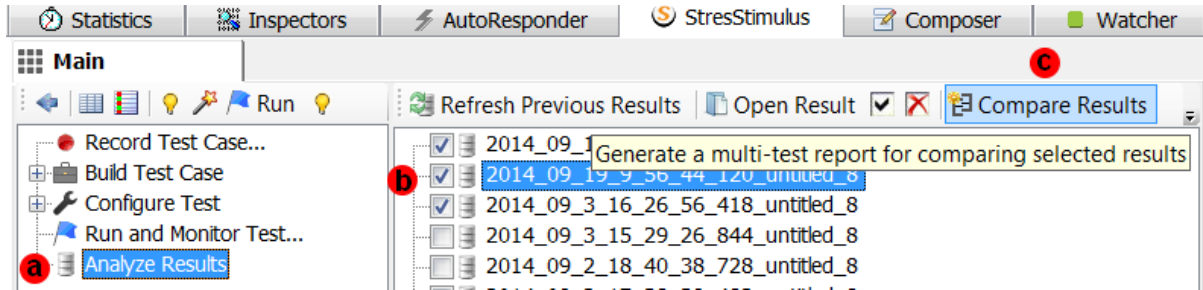 Statistics Inspectors AutoResponder StresStimulus Composer Watcher
Main
c
Run Refresh Previous Results Open Result Compare Results
Record Test Case...
Build Test Case
Configure Test
Run and Monitor Test...
a Analyze Results
2014_09_1
Generate a multi-test report for comparing selected results
b 2014_09_19_9_56_44_120_untitled_8
2014_09_3_16_26_56_418_untitled_8
2014_09_3_15_29_26_844_untitled_8
2014_09_2_18_40_38_728_untitled_8